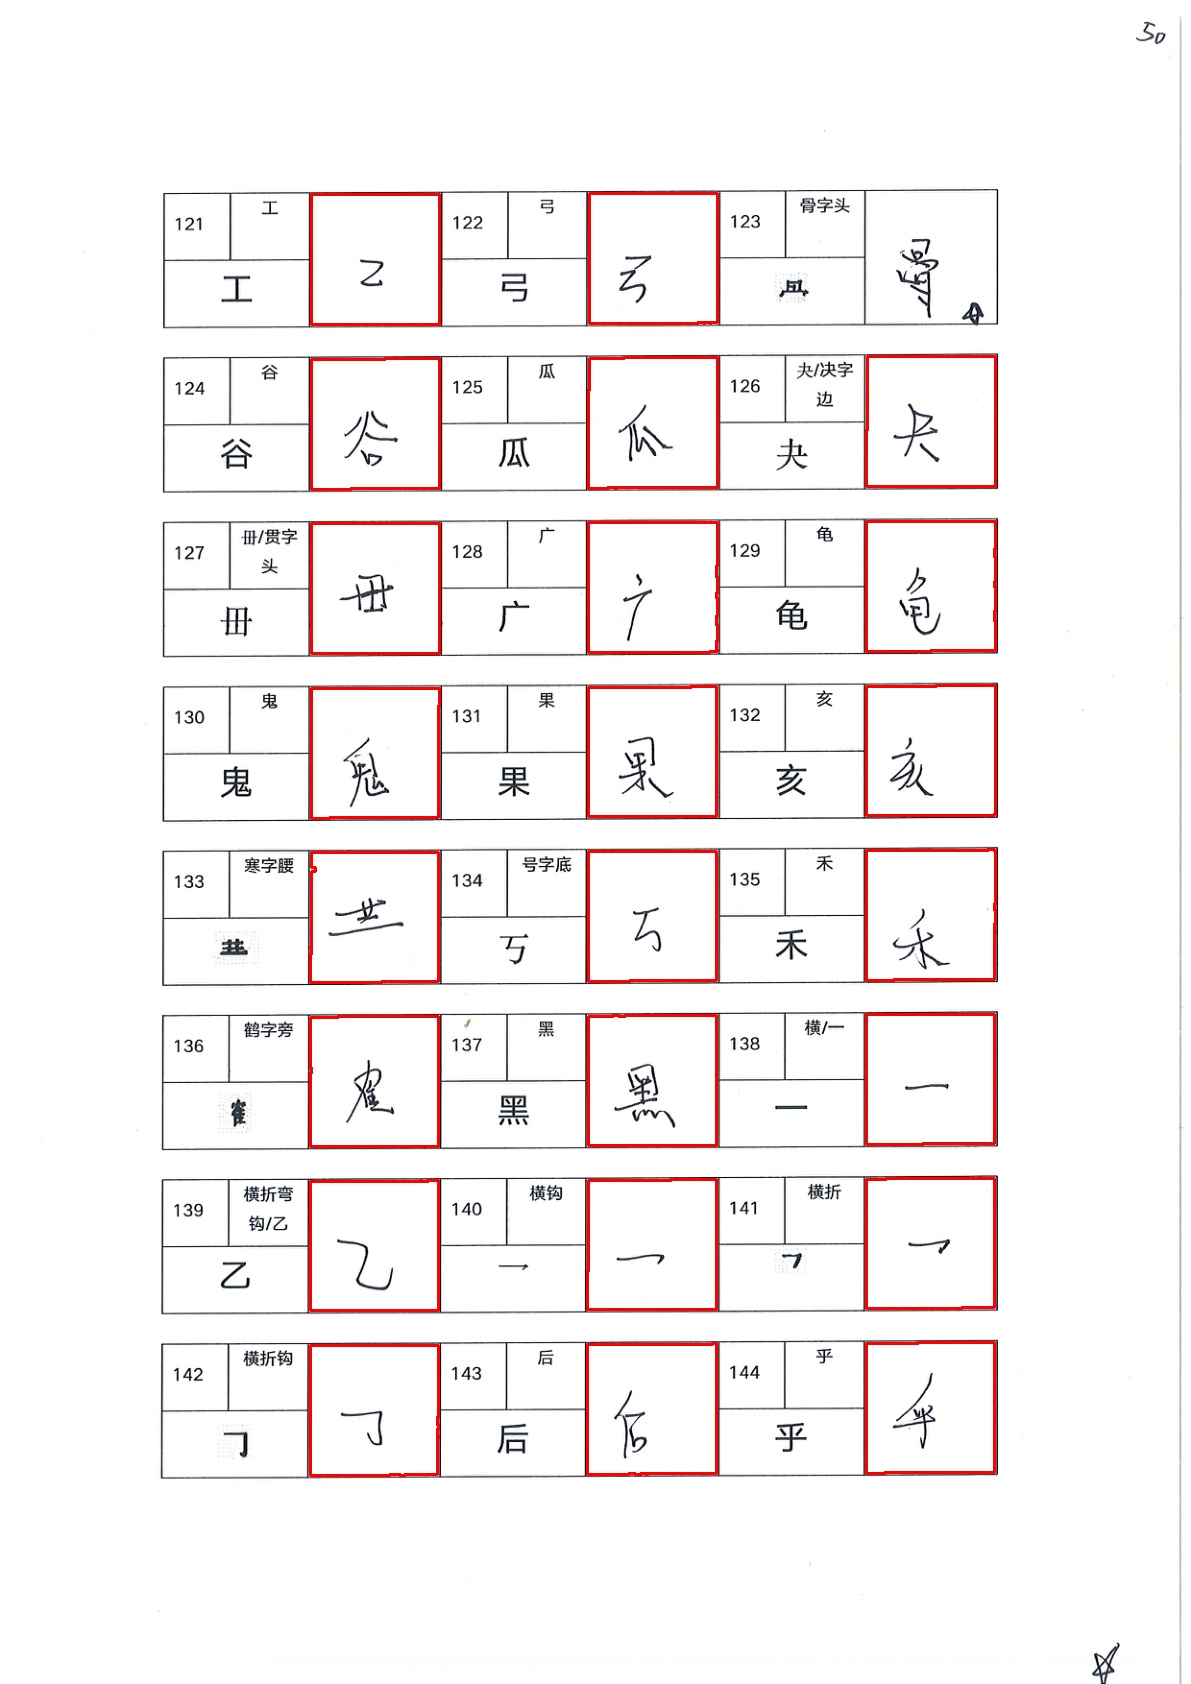 50
121 工 工 工 122 弓 弓 弓 123 骨字头 骨
124 谷 谷 谷 125 瓜 瓜 瓜 126 夬/决字边 夬 夬
127 毌/贯字头 毌 毌 128 广 广 广 129 龟 龟 龟
130 鬼 鬼 鬼 131 果 果 果 132 亥 亥 亥
133 寒字腰 134 号字底 丂 丂 135 禾 禾 禾
136 鹤字旁 隺 隺 137 黑 黑 黑 138 横/一 一 一
139 横折弯钩/乙 乙 乙 140 横钩 乛 乛 141 横折 𠃍 𠃍
142 横折钩 𠃌 𠃌 143 后 后 后 144 乎 乎 乎